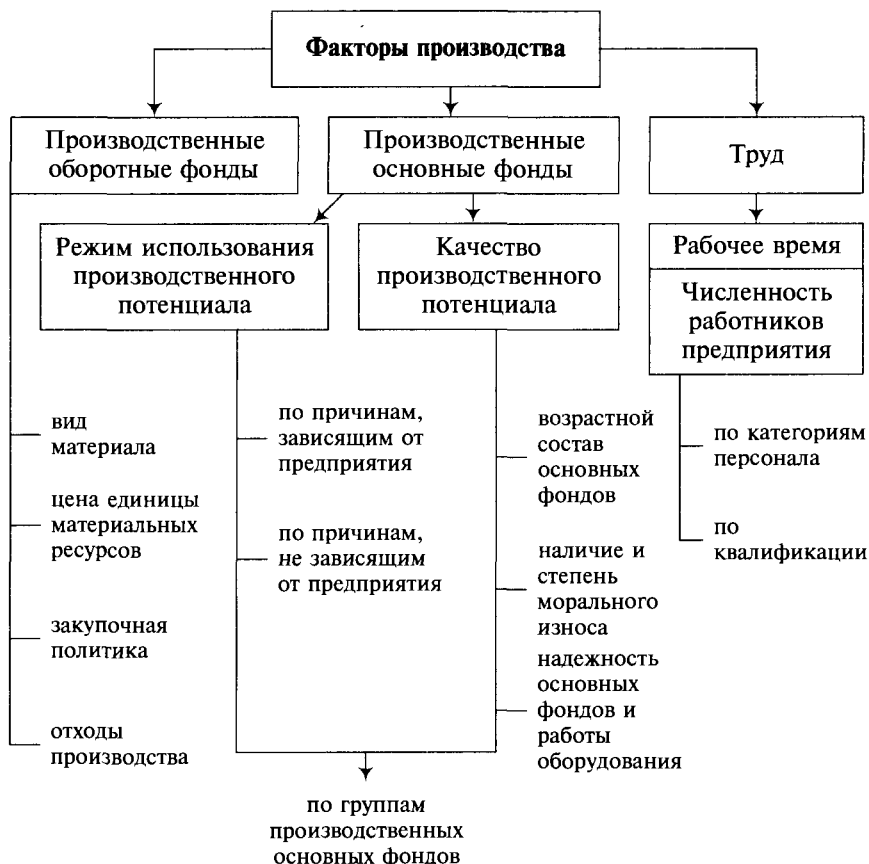 Факторы производства
Производственные
оборотные фонды
Производственные
основные фонды
Труд
Режим использования
производственного
потенциала
Качество
производственного
потенциала
Рабочее время
Численность
работников
предприятия
вид
материала
цена единицы
материальных
ресурсов
закупочная
политика
отходы
производства
по причинам,
зависящим от
предприятия
по причинам,
не зависящим
от предприятия
возрастной
состав
основных
фондов
наличие и
степень
морального
износа
надежность
основных
фондов и
работы
оборудования
по категориям
персонала
по
квалификации
по группам
производственных
основных фондов